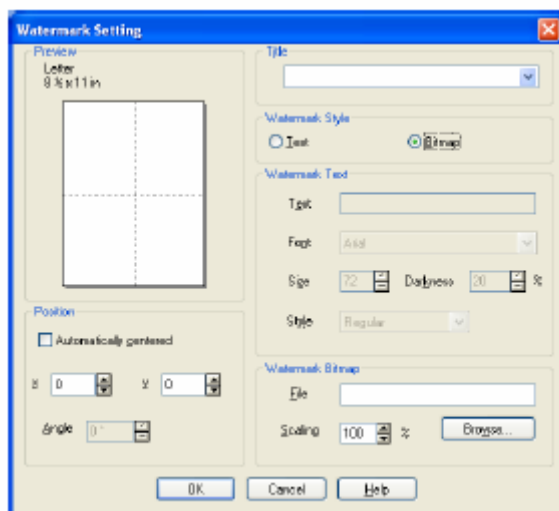 Watermark Setting
Preview
Letter
8 ½ x 11 in
Position
Automatically centered
X 0 Y 0
Angle 0 °
Title
Watermark Style
Text Bitmap
Watermark Text
Text
Font Arial
Size 72 Darkness 20 %
Style Regular
Watermark Bitmap
File
Scaling 100 % Browse...
OK Cancel Help